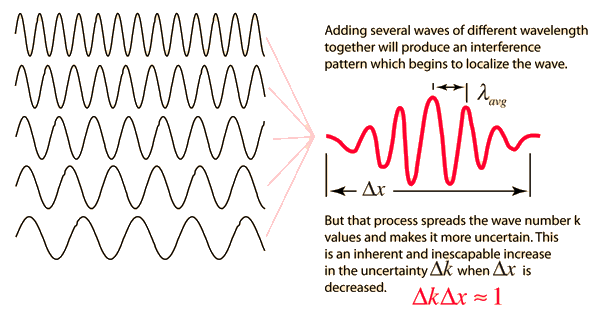 Adding several waves of different wavelength
together will produce an interference
pattern which begins to localize the wave.
λavg
Δx
But that process spreads the wave number k
values and makes it more uncertain. This
is an inherent and inescapable increase
in the uncertainty Δk when Δx is
decreased.
ΔkΔx ≈ 1